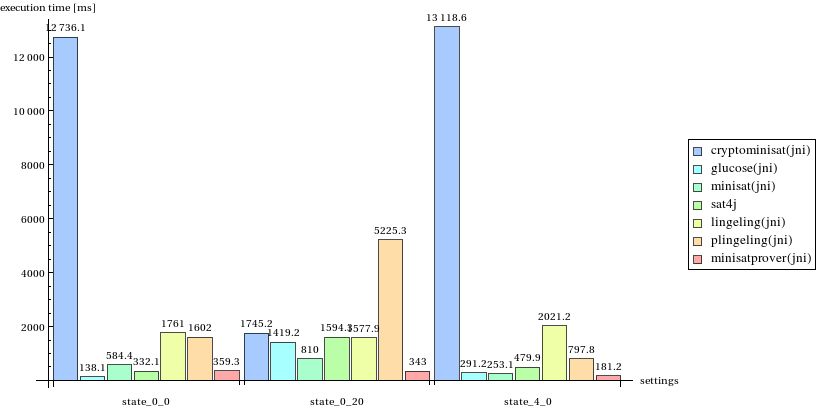 execution time [ms]
12 736.1
13 118.6
12 000
10 000
8000
6000
4000
2000
138.1
584.4
332.1
1761
1602
359.3
1745.2
1419.2
810
1594.3
1577.9
5225.3
343
291.2
253.1
479.9
2021.2
797.8
181.2
cryptominisat(jni)
glucose(jni)
minisat(jni)
sat4j
lingeling(jni)
plingeling(jni)
minisatprover(jni)
settings
state_0_0
state_0_20
state_4_0